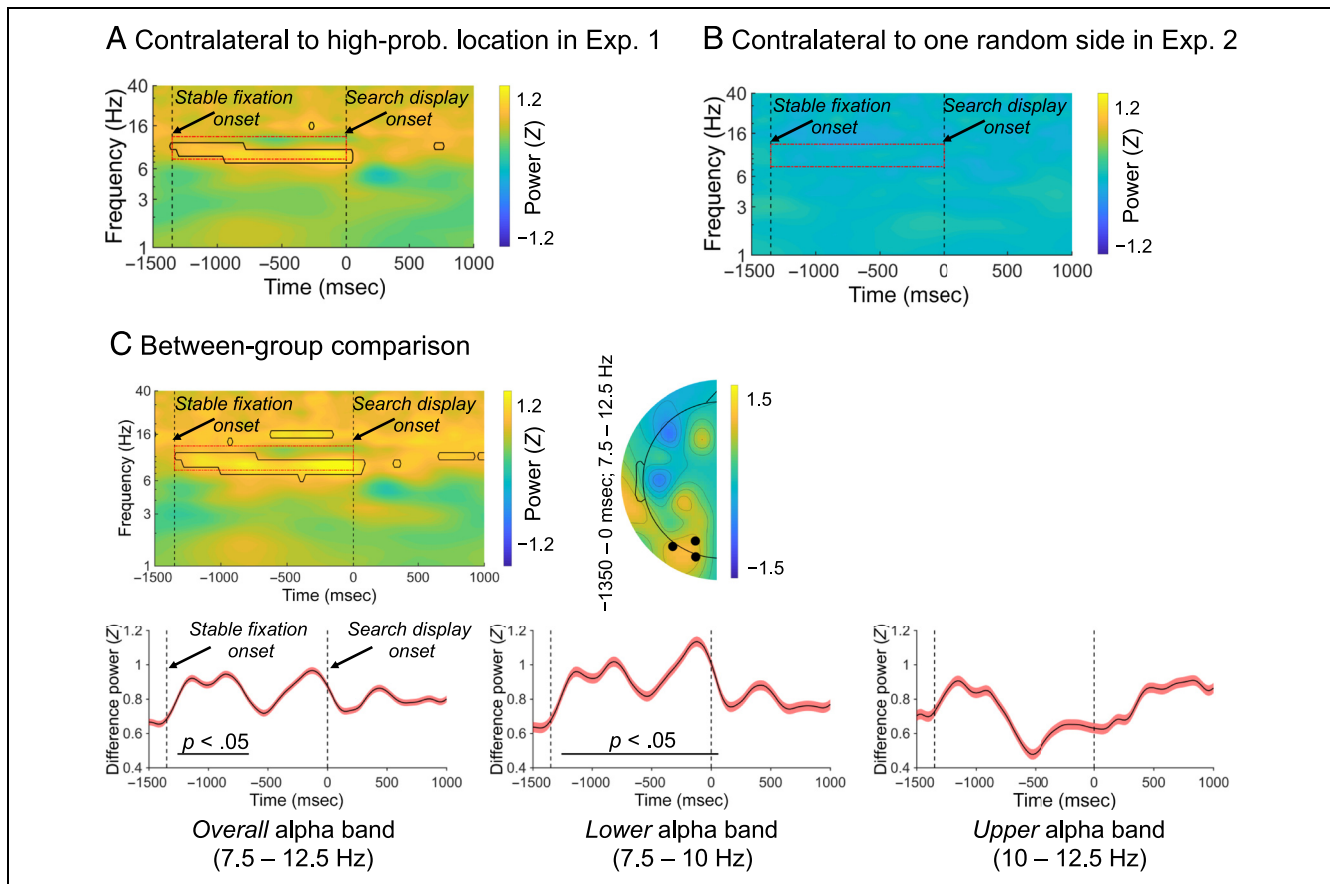 A Contralateral to high-prob. location in Exp. 1
Frequency (Hz)
40
16
6
3
1
Stable fixation
onset
Search display
onset
−1500 −1000 −500 0 500 1000
Time (msec)
1.2
Power (Z)
−1.2
B Contralateral to one random side in Exp. 2
Frequency (Hz)
40
16
6
3
1
Stable fixation
onset
Search display
onset
−1500 −1000 −500 0 500 1000
Time (msec)
1.2
Power (Z)
−1.2
C Between-group comparison
Frequency (Hz)
40
16
6
3
1
Stable fixation
onset
Search display
onset
−1500 −1000 −500 0 500 1000
Time (msec)
1.2
Power (Z)
−1.2
−1350 – 0 msec; 7.5 – 12.5 Hz
1.5
−1.5
Difference power (Z)
1.2
1
0.8
0.6
0.4
Stable fixation
onset
Search display
onset
p < .05
−1500 −1000 −500 0 500 1000
Time (msec)
Overall alpha band
(7.5 – 12.5 Hz)
Difference power (Z)
1.2
1
0.8
0.6
0.4
p < .05
−1500 −1000 −500 0 500 1000
Time (msec)
Lower alpha band
(7.5 – 10 Hz)
Difference power (Z)
1.2
1
0.8
0.6
0.4
−1500 −1000 −500 0 500 1000
Time (msec)
Upper alpha band
(10 – 12.5 Hz)